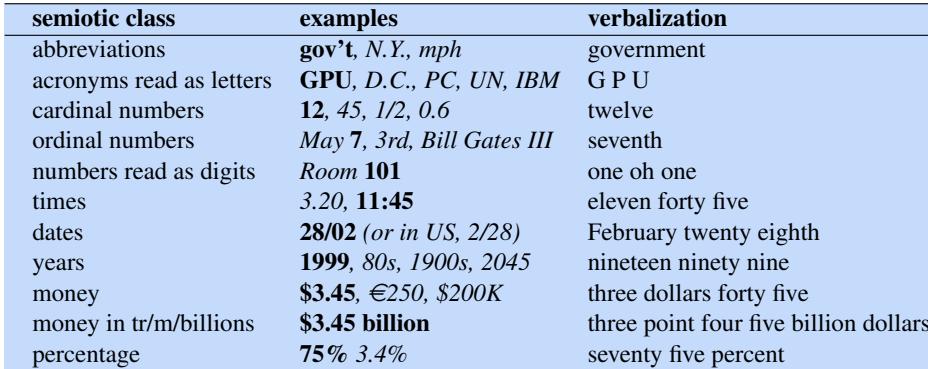 semiotic class examples verbalization
abbreviations gov't, N.Y., mph government
acronyms read as letters GPU, D.C., PC, UN, IBM G P U
cardinal numbers 12, 45, 1/2, 0.6 twelve
ordinal numbers May 7, 3rd, Bill Gates III seventh
numbers read as digits Room 101 one oh one
times 3.20, 11:45 eleven forty five
dates 28/02 (or in US, 2/28) February twenty eighth
years 1999, 80s, 1900s, 2045 nineteen ninety nine
money $3.45, €250, $200K three dollars forty five
money in tr/m/billions $3.45 billion three point four five billion dollars
percentage 75% 3.4% seventy five percent